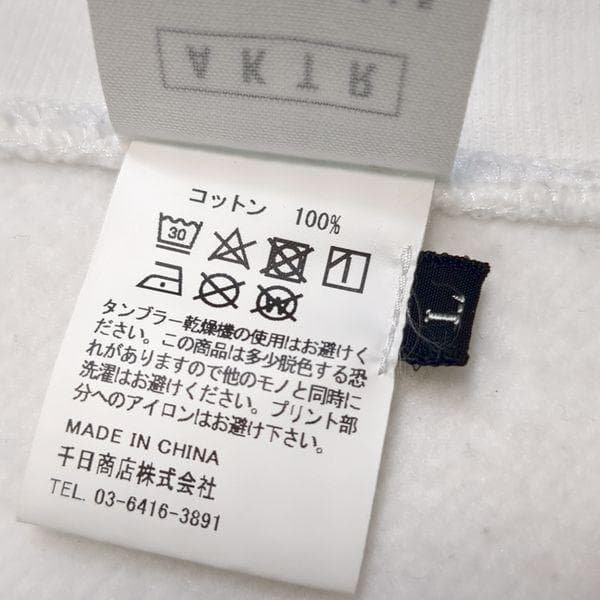 AKTR
コットン 100%
30
W
タンブラー乾燥機の使用はお避けく
ださい。この商品は多少脱色する恐
れがありますので他のモノと同時に
洗濯はお避けください。プリント部
分へのアイロンはお避け下さい。
MADE IN CHINA
千日商店株式会社
TEL. 03-6416-3891
L